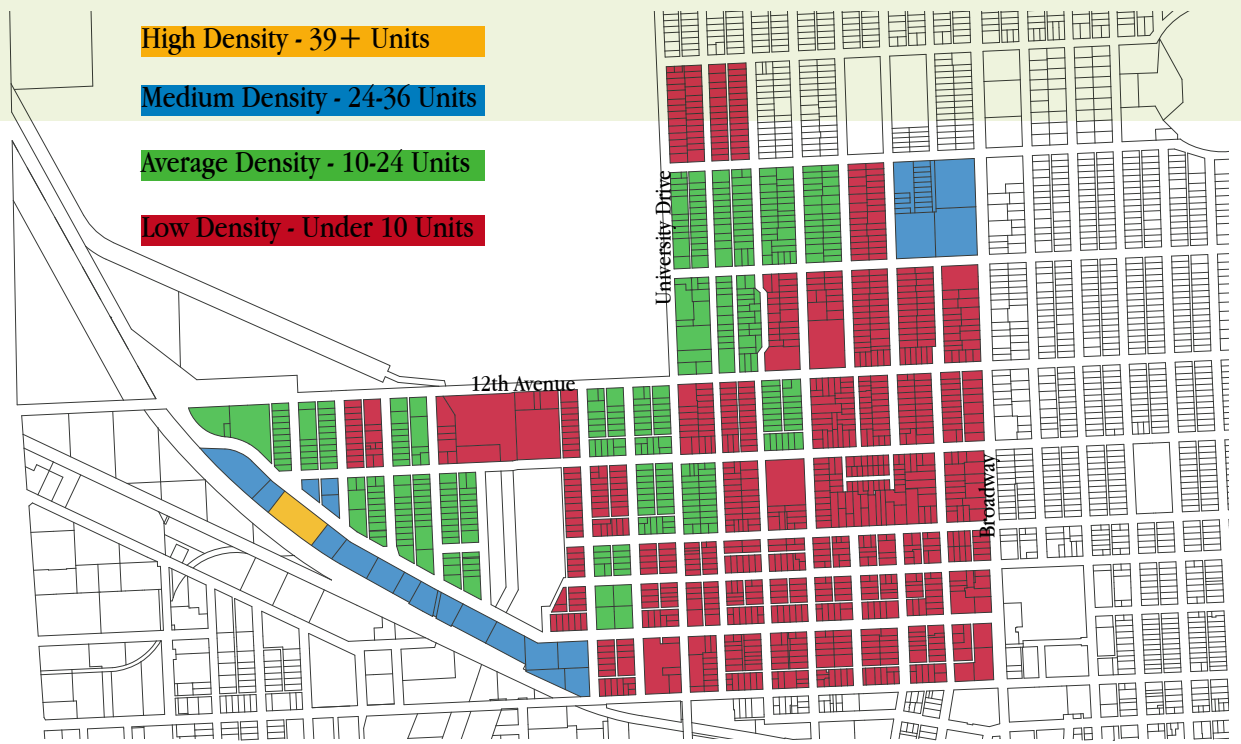 High Density - 39+ Units
Medium Density - 24-36 Units
Average Density - 10-24 Units
Low Density - Under 10 Units
University Drive
12th Avenue
Broadway